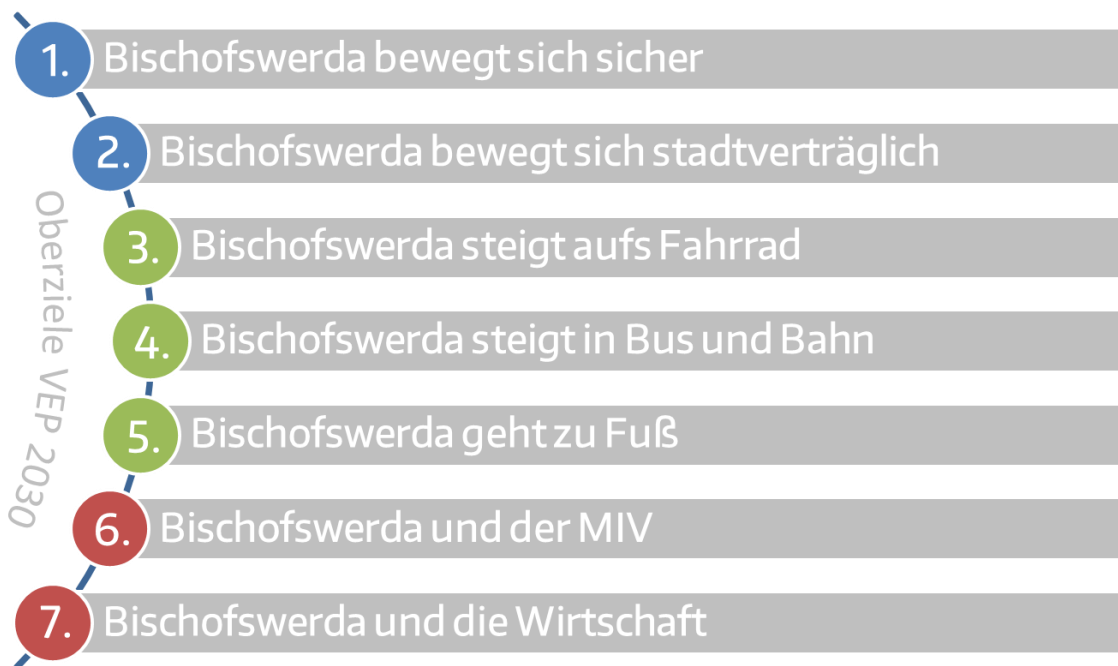 1. Bischofswerda bewegt sich sicher
2. Bischofswerda bewegt sich stadtverträglich
3. Bischofswerda steigt aufs Fahrrad
4. Bischofswerda steigt in Bus und Bahn
5. Bischofswerda geht zu Fuß
6. Bischofswerda und der MIV
7. Bischofswerda und die Wirtschaft
Oberziele VEP 2030